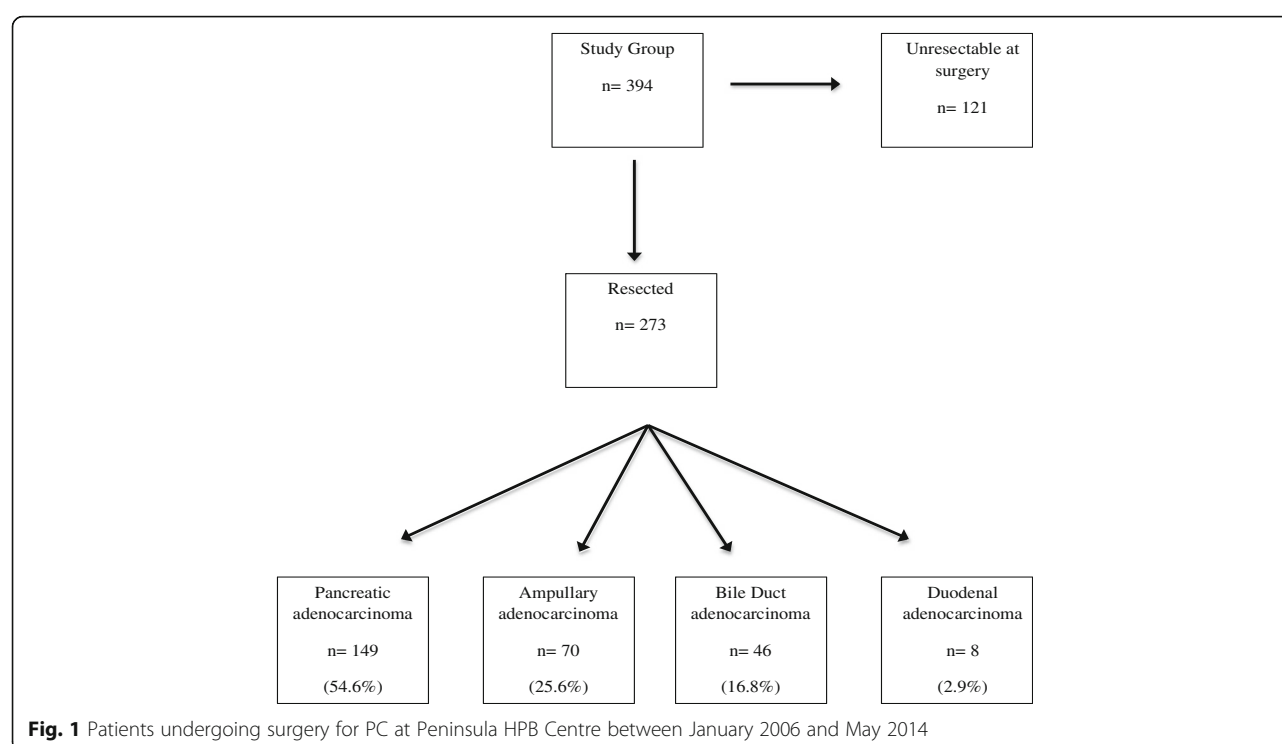 Study Group
n= 394
Unresectable at
surgery
n= 121
Resected
n= 273
Pancreatic
adenocarcinoma
n= 149
(54.6%)
Ampullary
adenocarcinoma
n= 70
(25.6%)
Bile Duct
adenocarcinoma
n= 46
(16.8%)
Duodenal
adenocarcinoma
n= 8
(2.9%)
Fig. 1 Patients undergoing surgery for PC at Peninsula HPB Centre between January 2006 and May 2014